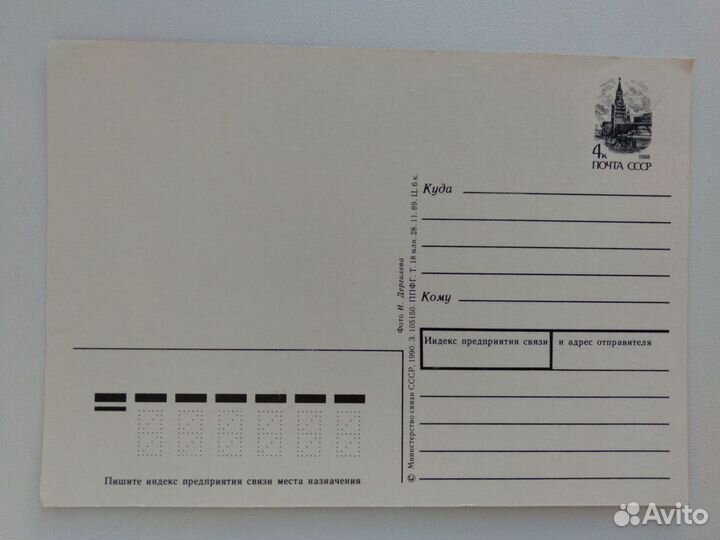 4к 1988
ПОЧТА СССР
Куда
Кому
Индекс предприятия связи и адрес отправителя
Фото И. Дергилева
© Министерство связи СССР, 1990. З. 105150. ППФГ. Т. 18 млн. 28. 11. 89. Ц. 6 к.
Пишите индекс предприятия связи места назначения
Avito